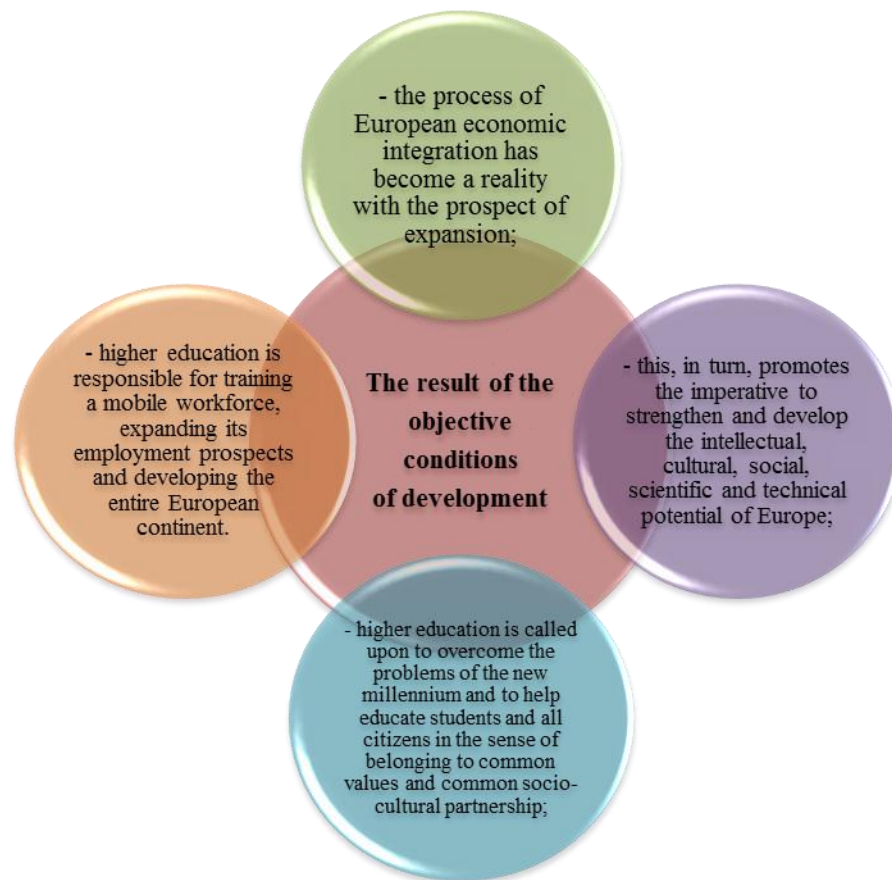 - the process of
European economic
integration has
become a reality
with the prospect of
expansion;
- higher education is
responsible for training
a mobile workforce,
expanding its
employment prospects
and developing the
entire European
continent.
The result of the
objective
conditions
of development
- this, in turn, promotes
the imperative to
strengthen and develop
the intellectual,
cultural, social,
scientific and technical
potential of Europe;
- higher education is called
upon to overcome the
problems of the new
millennium and to help
educate students and all
citizens in the sense of
belonging to common
values and common socio-
cultural partnership;